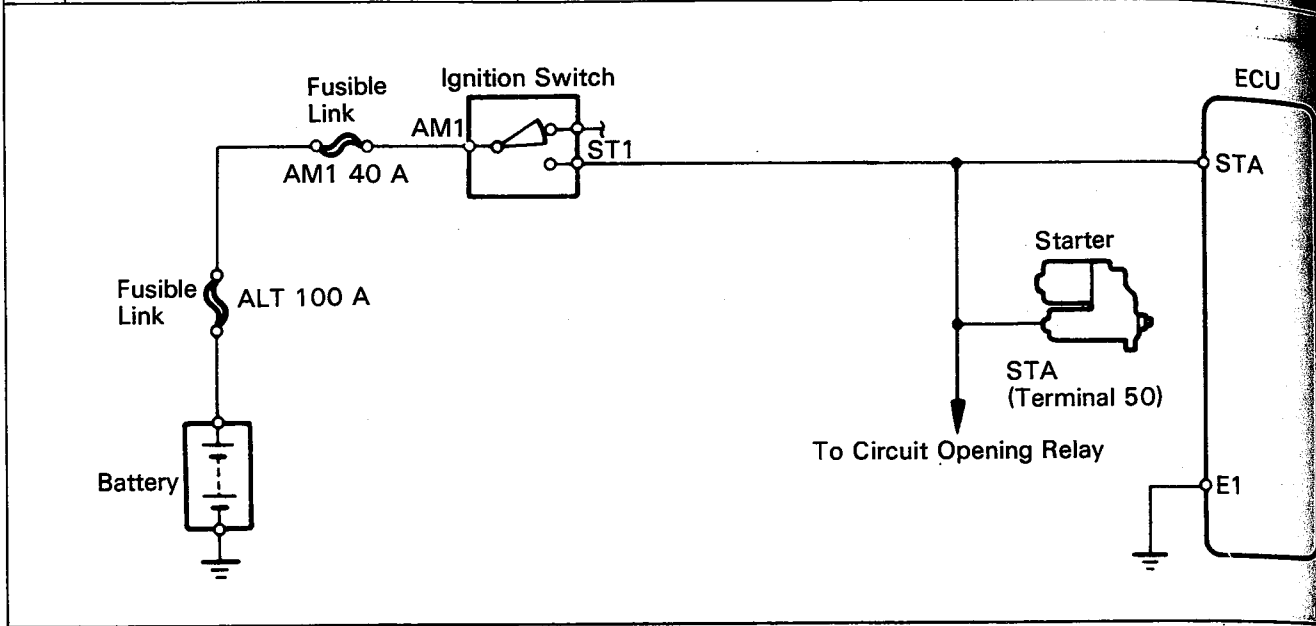 Fusible
Link
AM1 40 A
Ignition Switch
AM1
ST1
ECU
STA
Fusible
Link
ALT 100 A
Starter
STA
(Terminal 50)
To Circuit Opening Relay
Battery
E1